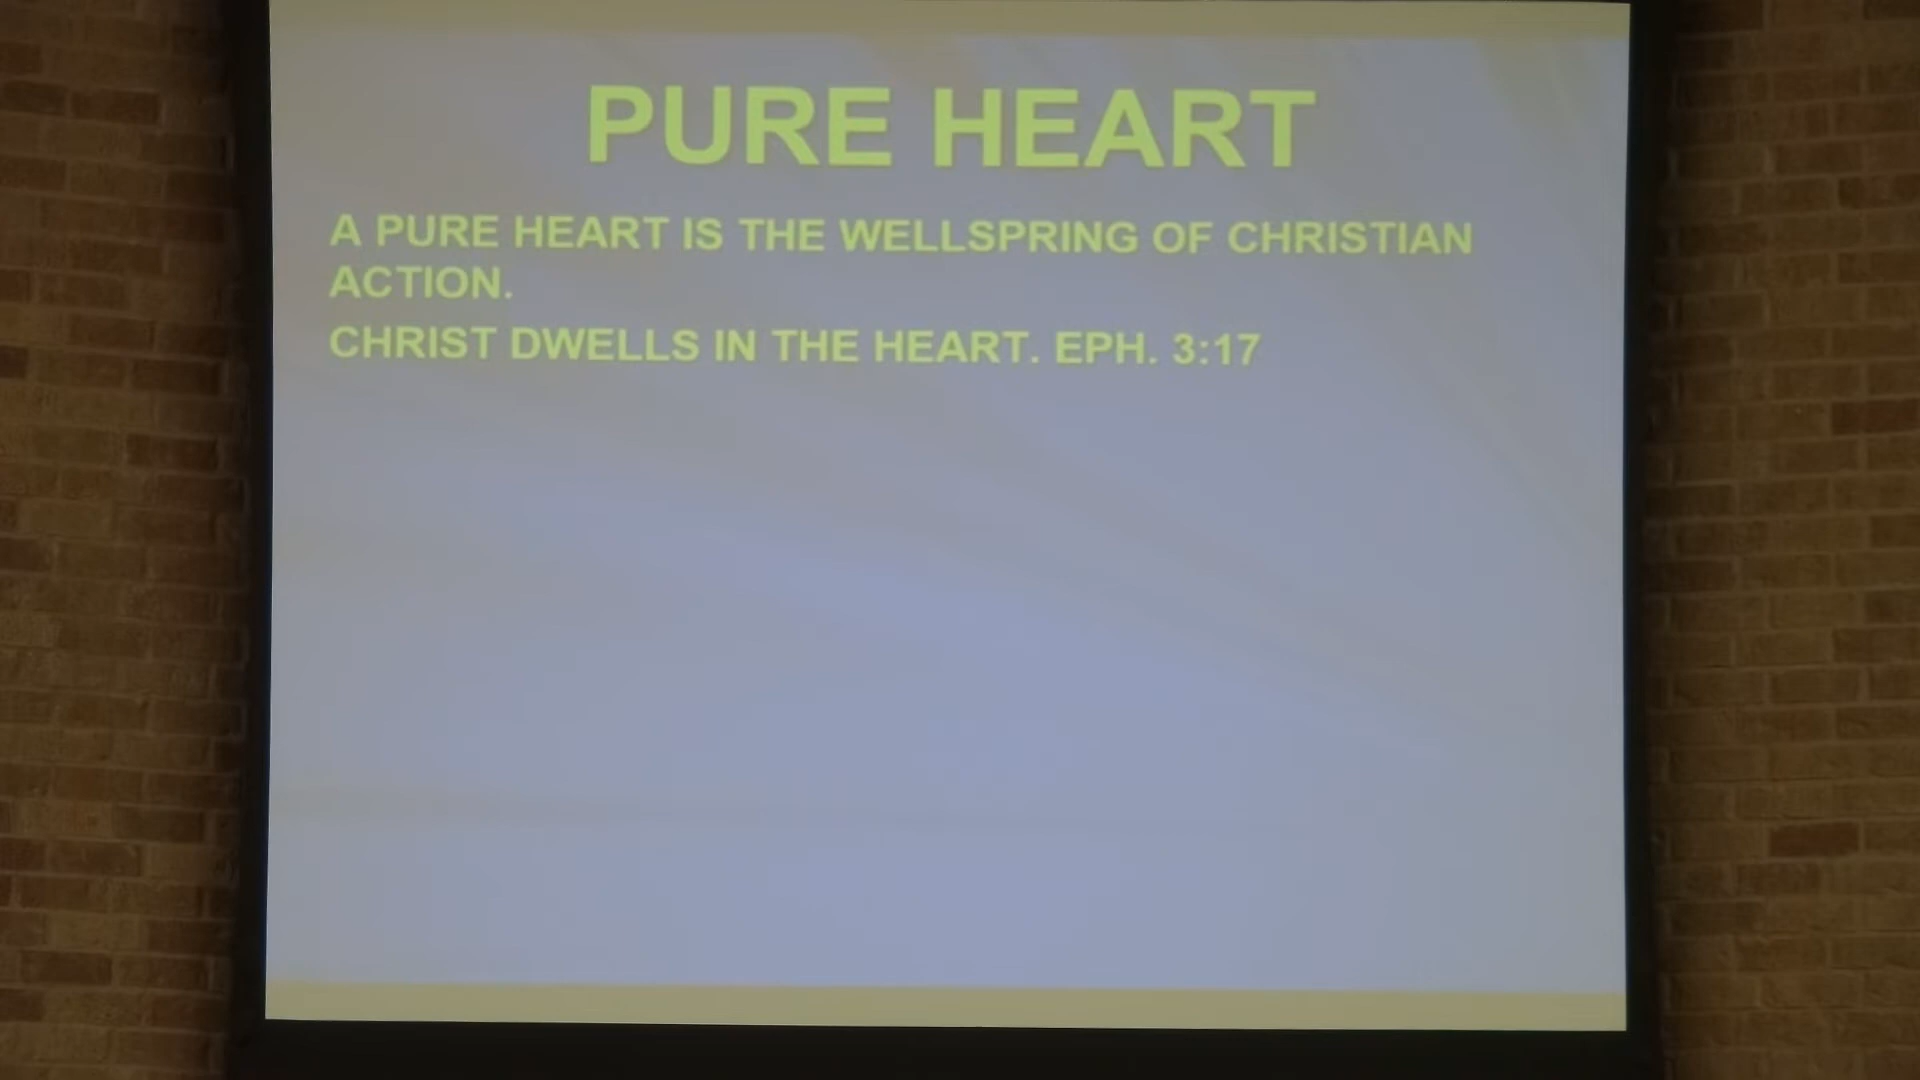 PURE HEART
A PURE HEART IS THE WELLSPRING OF CHRISTIAN
ACTION.
CHRIST DWELLS IN THE HEART. EPH. 3:17